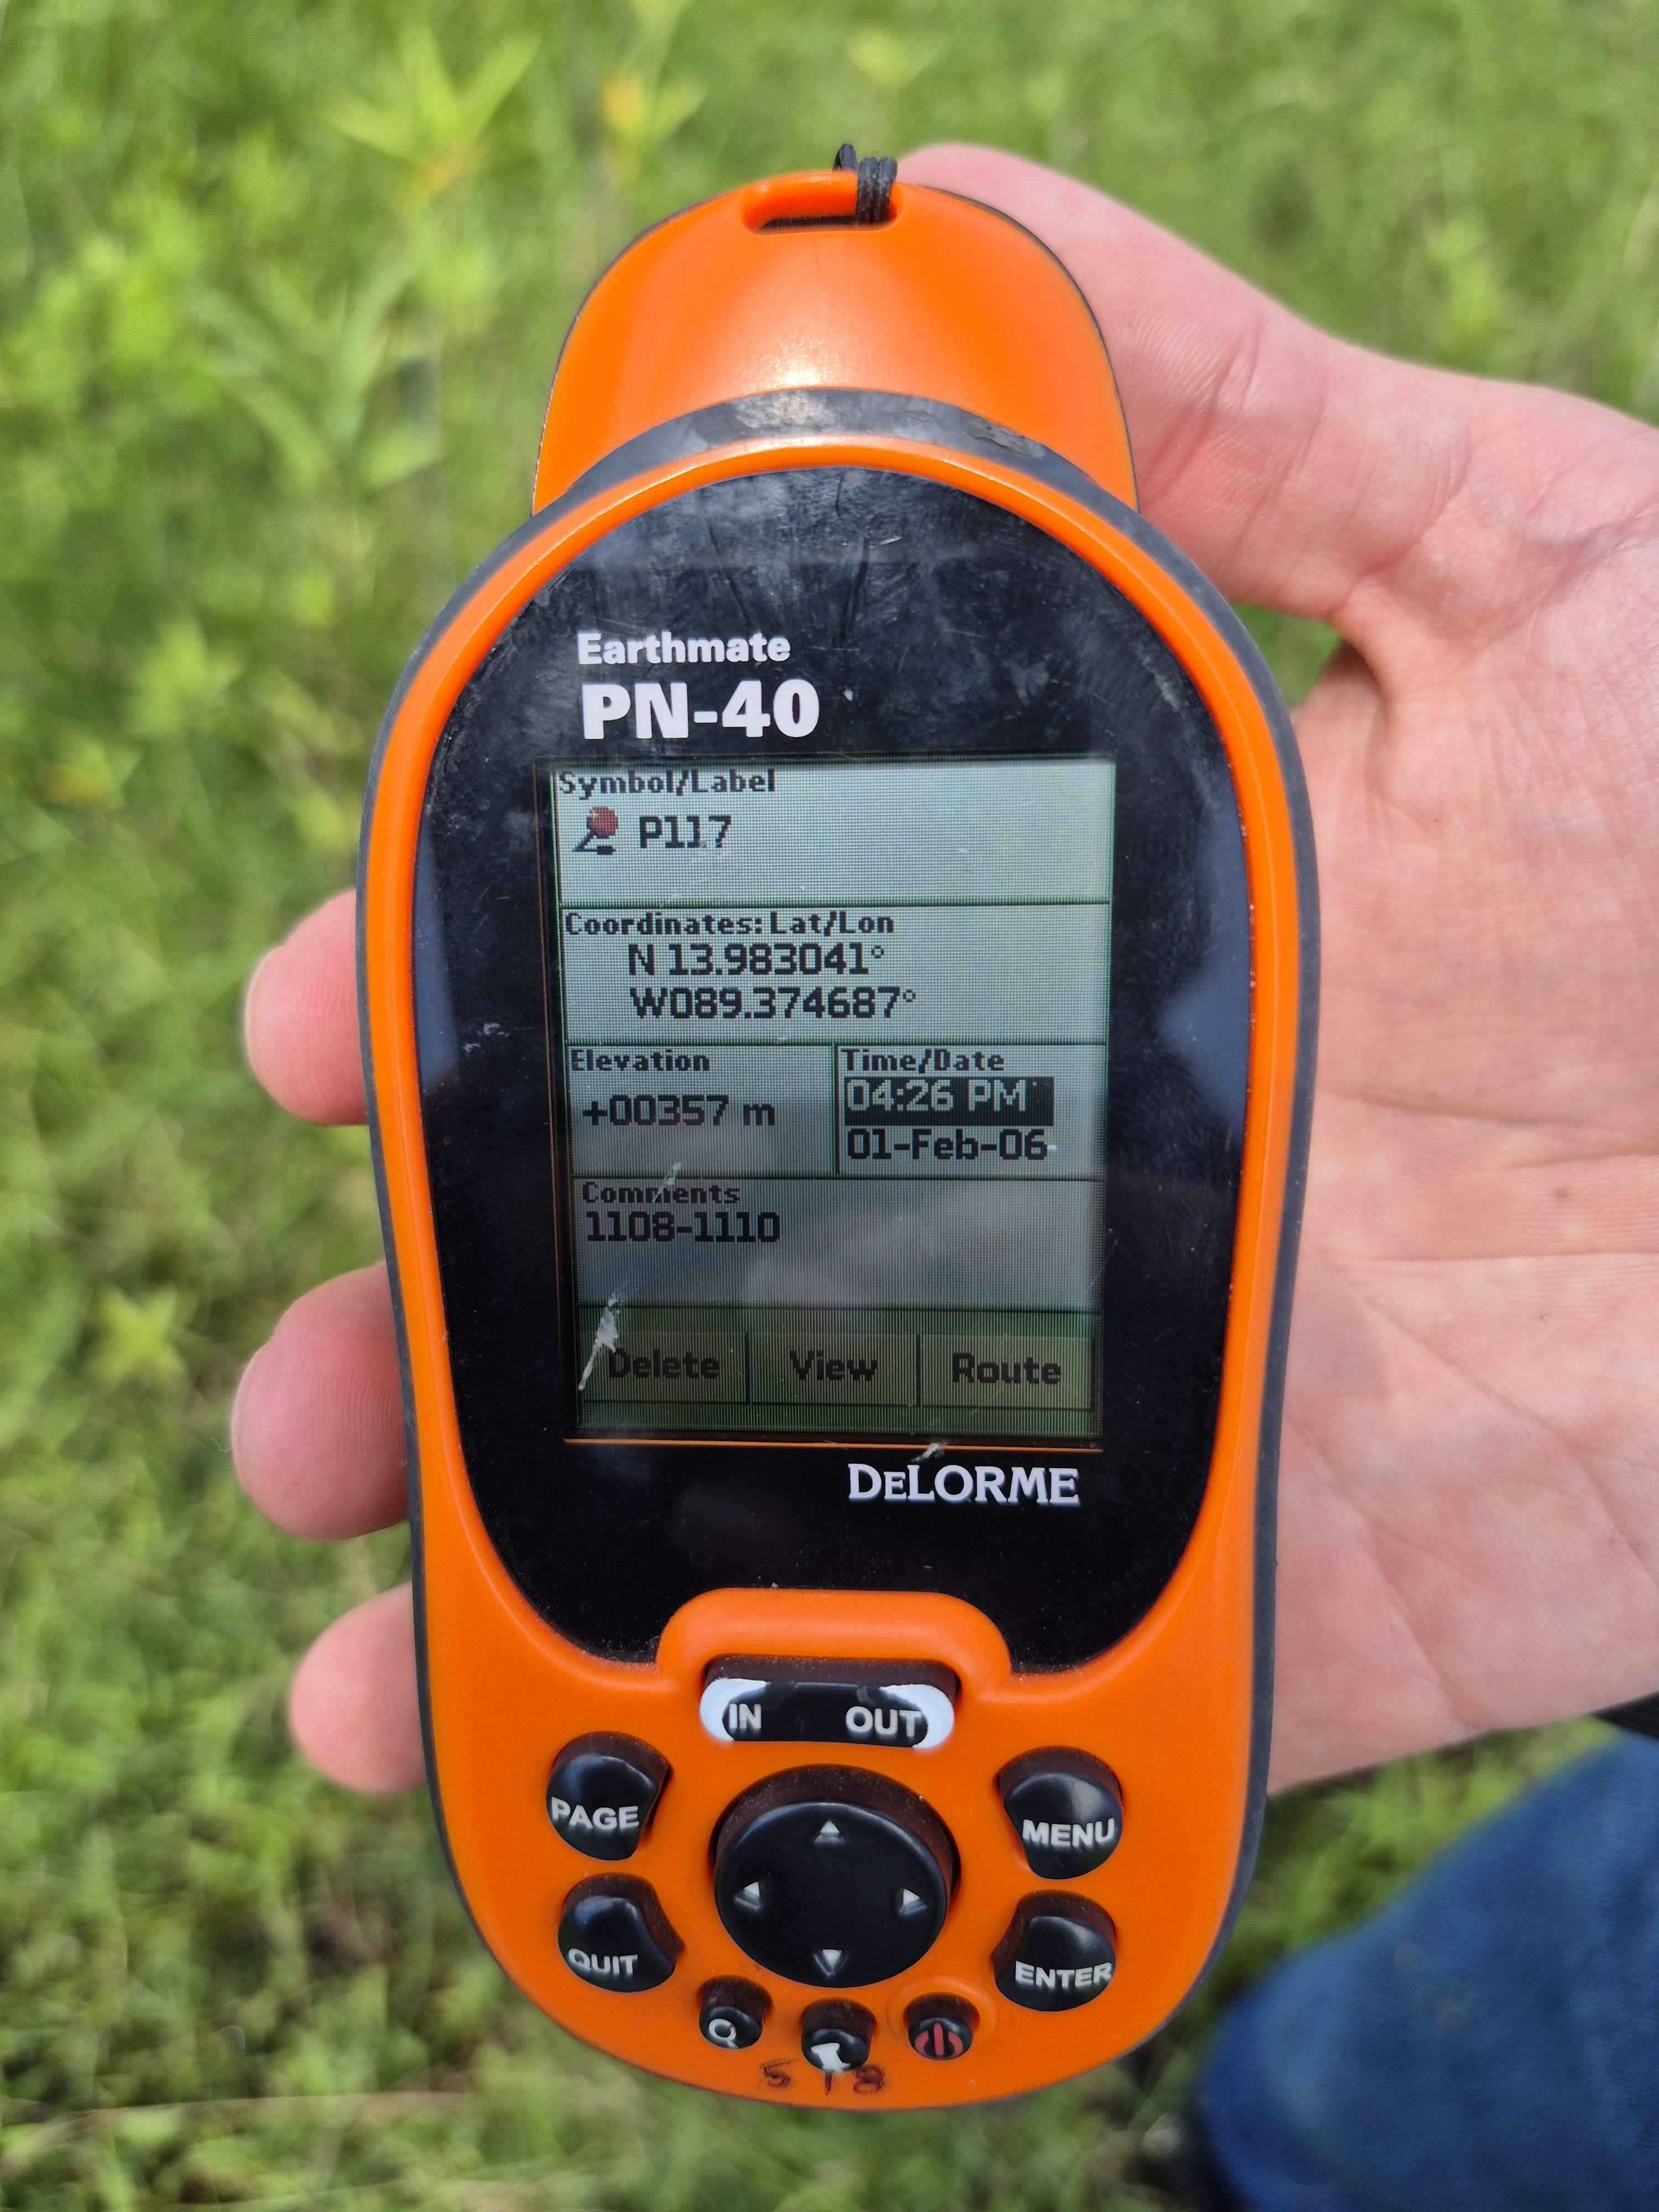 Earthmate
PN-40
Symbol/Label
P117
Coordinates: Lat/Lon
N 13.983041°
W089.374687°
Elevation
+00357 m
Time/Date
04:26 PM
01-Feb-06
Comments
1108-1110
Delete View Route
DELORME
IN OUT
PAGE
MENU
QUIT
ENTER
518